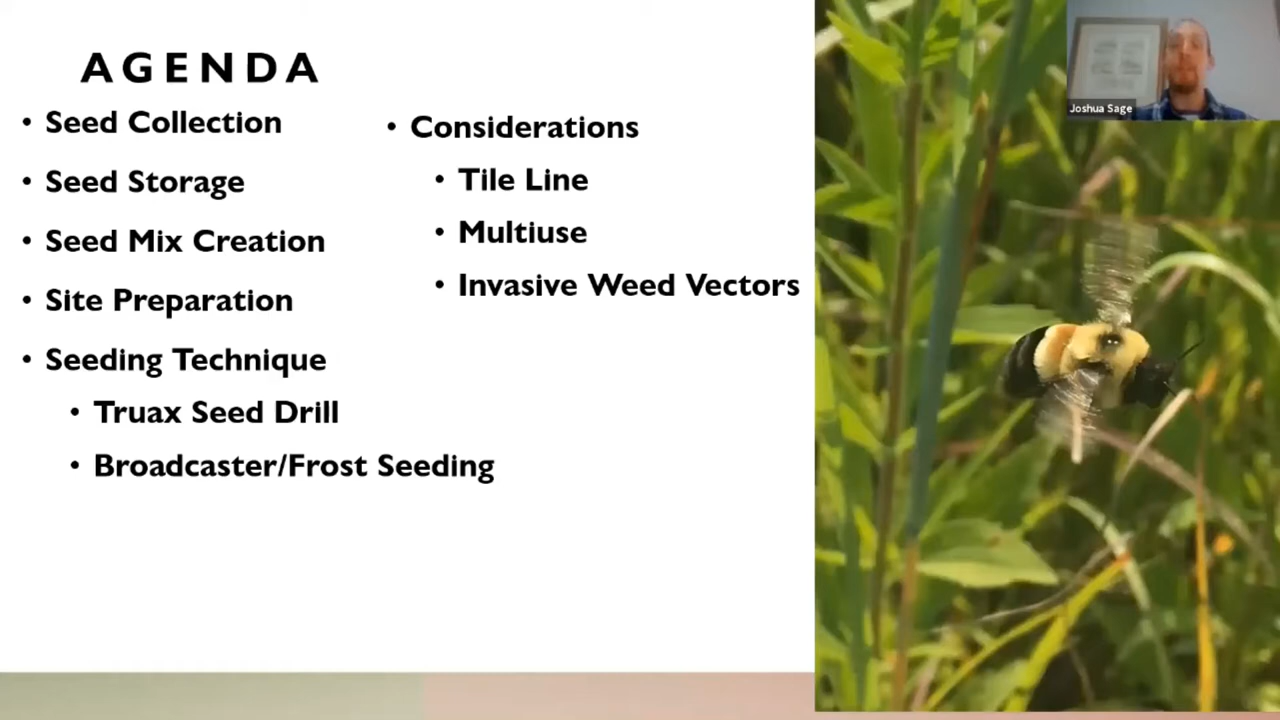 AGENDA
• Seed Collection
• Seed Storage
• Seed Mix Creation
• Site Preparation
• Seeding Technique
• Truax Seed Drill
• Broadcaster/Frost Seeding
• Considerations
• Tile Line
• Multiuse
• Invasive Weed Vectors
Joshua Sage